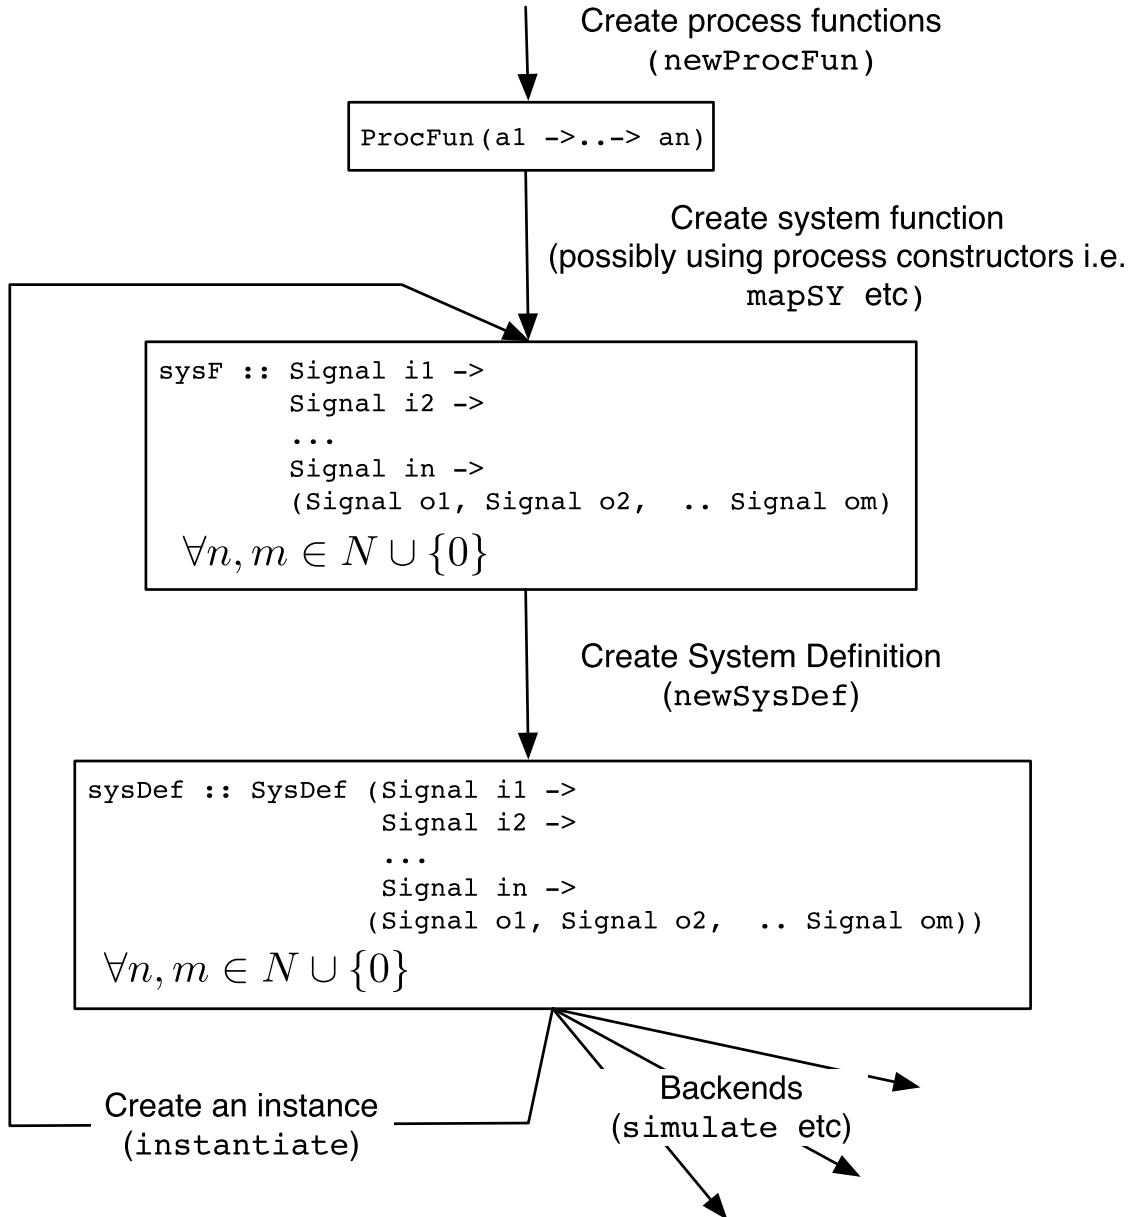 Create process functions
(newProcFun)
ProcFun(a1 ->..-> an)
Create system function
(possibly using process constructors i.e.
mapSY etc)
sysF :: Signal i1 ->
Signal i2 ->
...
Signal in ->
(Signal o1, Signal o2,  .. Signal om)
∀n, m ∈ N ∪ {0}
Create System Definition
(newSysDef)
sysDef :: SysDef (Signal i1 ->
Signal i2 ->
...
Signal in ->
(Signal o1, Signal o2,  .. Signal om))
∀n, m ∈ N ∪ {0}
Create an instance
(instantiate)
Backends
(simulate etc)